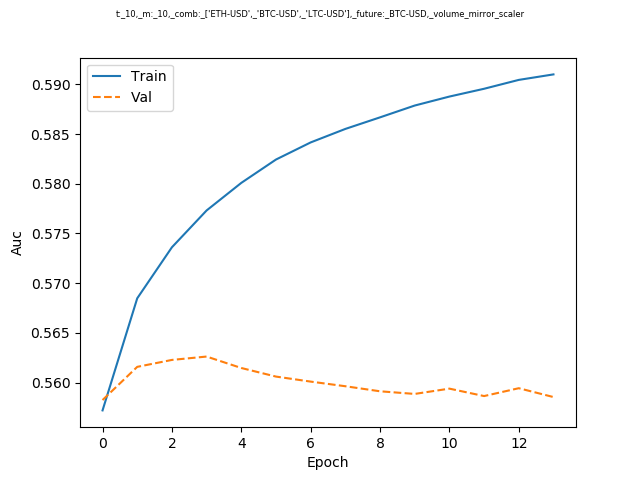 t:_10,_m:_10,_comb:_['ETH-USD',_'BTC-USD',_'LTC-USD'],_future:_BTC-USD,_volume_mirror_scaler
Train
Val
0.590
0.585
0.580
0.575
0.570
0.565
0.560
Auc
0 2 4 6 8 10 12
Epoch